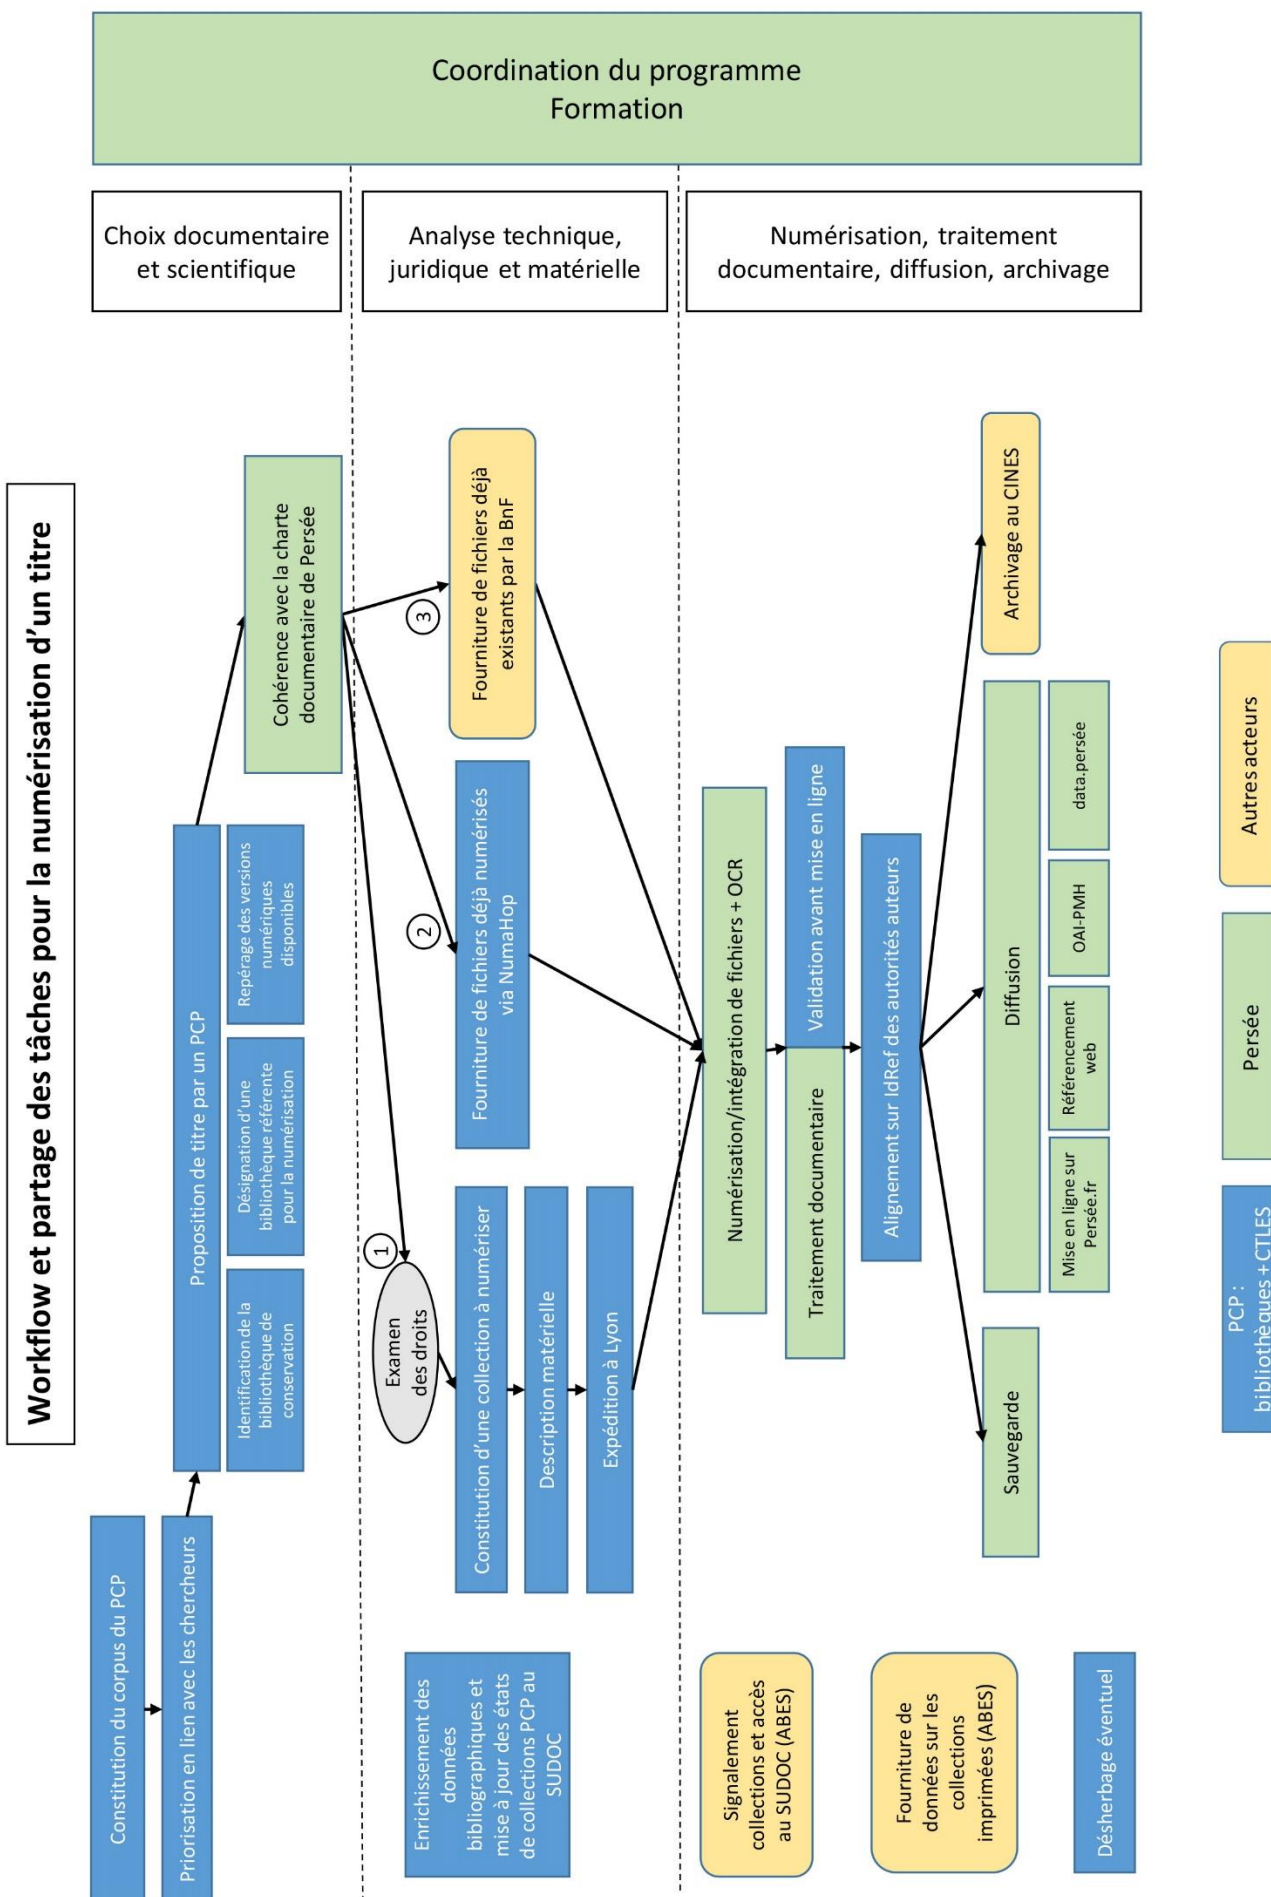 Coordination du programme
Formation
Choix documentaire
et scientifique
Analyse technique,
juridique et matérielle
Numérisation, traitement
documentaire, diffusion, archivage
Workflow et partage des tâches pour la numérisation d’un titre
Constitution du corpus du PCP
Priorisation en lien avec les chercheurs
Proposition de titre par un PCP
Identification de la
bibliothèque de
conservation
Désignation d’une
bibliothèque référente
pour la numérisation
Repérage des versions
numériques
disponibles
Cohérence avec la charte
documentaire de Persée
Enrichissement des
données
bibliographiques et
mise à jour des états
de collections PCP au
SUDOC
1
Examen
des droits
Constitution d’une collection à numériser
Description matérielle
Expédition à Lyon
2
Fourniture de fichiers déjà numérisés
via NumaHop
3
Fourniture de fichiers déjà
existants par la BnF
Signalement
collections et accès
au SUDOC (ABES)
Fourniture de
données sur les
collections
imprimées (ABES)
Désherbage éventuel
Numérisation/intégration de fichiers + OCR
Traitement documentaire
Validation avant mise en ligne
Alignement sur IdRef des autorités auteurs
Sauvegarde
Diffusion
Mise en ligne sur
Persée.fr
Référencement
web
OAI-PMH
data.persée
Archivage au CINES
PCP :
bibliothèques + CTLES
Persée
Autres acteurs